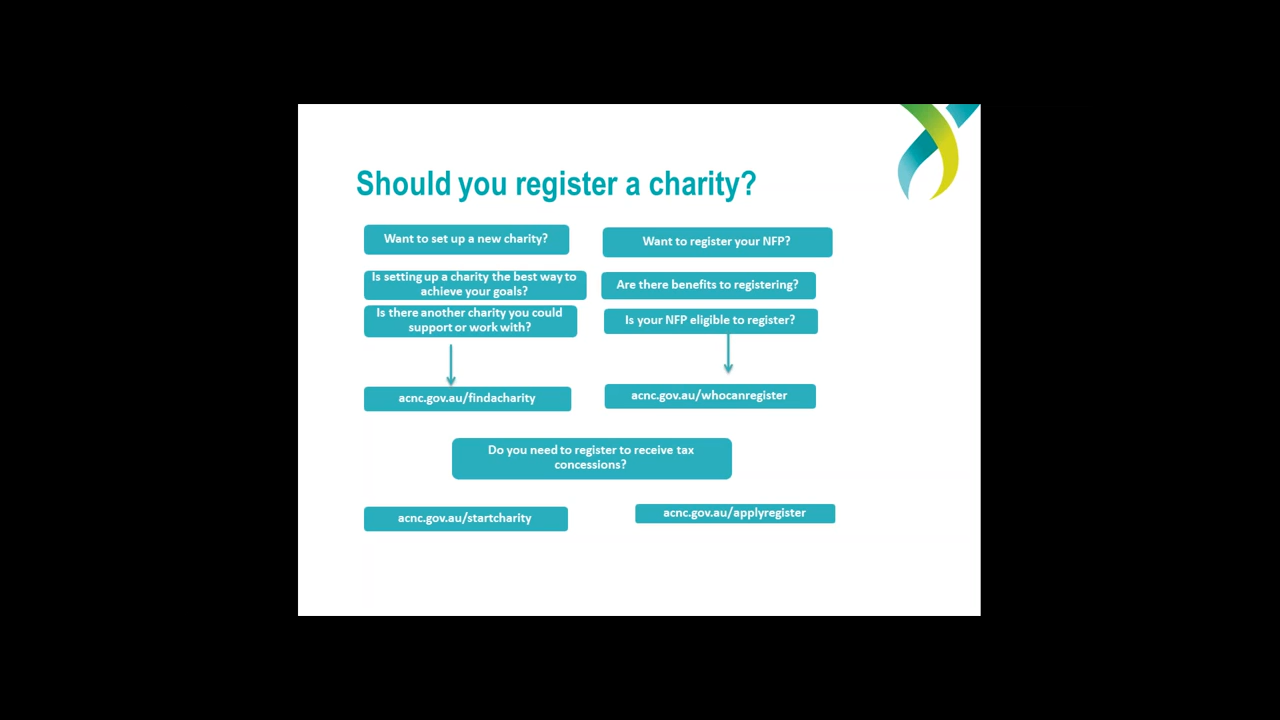 Should you register a charity?
Want to set up a new charity?
Want to register your NFP?
Is setting up a charity the best way to
achieve your goals?
Are there benefits to registering?
Is there another charity you could
support or work with?
Is your NFP eligible to register?
acnc.gov.au/findacharity
acnc.gov.au/whocanregister
Do you need to register to receive tax
concessions?
acnc.gov.au/startcharity
acnc.gov.au/applyregister